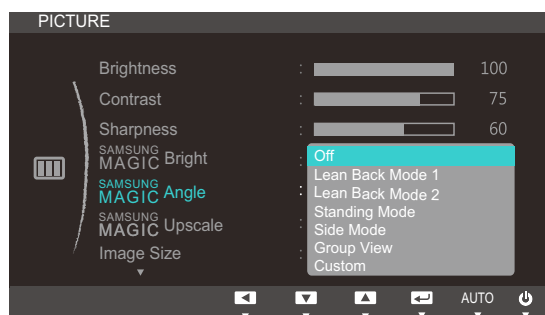 PICTURE
Brightness : 100
Contrast : 75
Sharpness : 60
SAMSUNG MAGIC Bright :
SAMSUNG MAGIC Angle :
SAMSUNG MAGIC Upscale :
Image Size :
Off
Lean Back Mode 1
Lean Back Mode 2
Standing Mode
Side Mode
Group View
Custom
AUTO